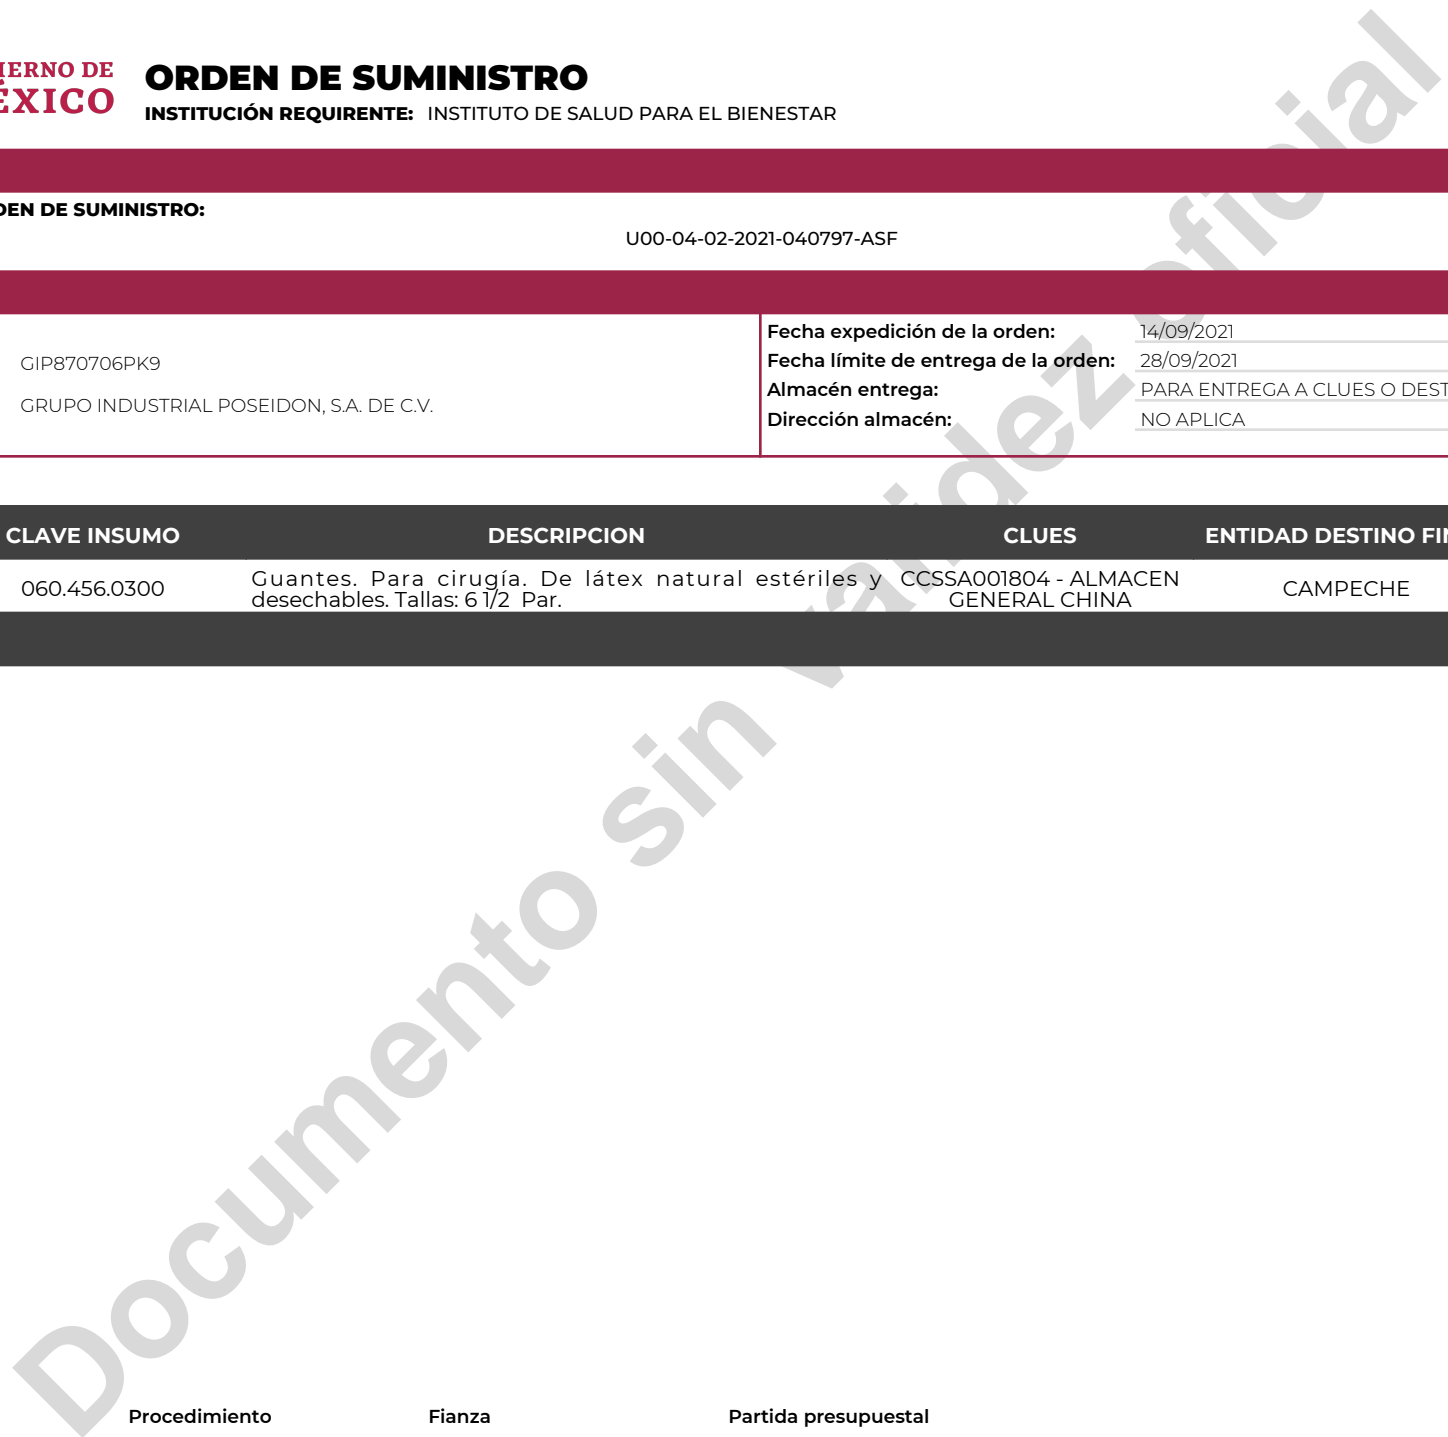 IERNO DE
ÉXICO
ORDEN DE SUMINISTRO
INSTITUCIÓN REQUIRENTE: INSTITUTO DE SALUD PARA EL BIENESTAR
DEN DE SUMINISTRO:
U00-04-02-2021-040797-ASF
GIP870706PK9
GRUPO INDUSTRIAL POSEIDON, S.A. DE C.V.
Fecha expedición de la orden: 14/09/2021
Fecha límite de entrega de la orden: 28/09/2021
Almacén entrega: PARA ENTREGA A CLUES O DEST
Dirección almacén: NO APLICA
CLAVE INSUMO DESCRIPCION CLUES ENTIDAD DESTINO FIN
060.456.0300 Guantes. Para cirugía. De látex natural estériles y CCSSA001804 - ALMACEN CAMPECHE
desechables. Tallas: 6 1/2 Par. GENERAL CHINA
Documento sin validez oficial
Procedimiento Fianza Partida presupuestal